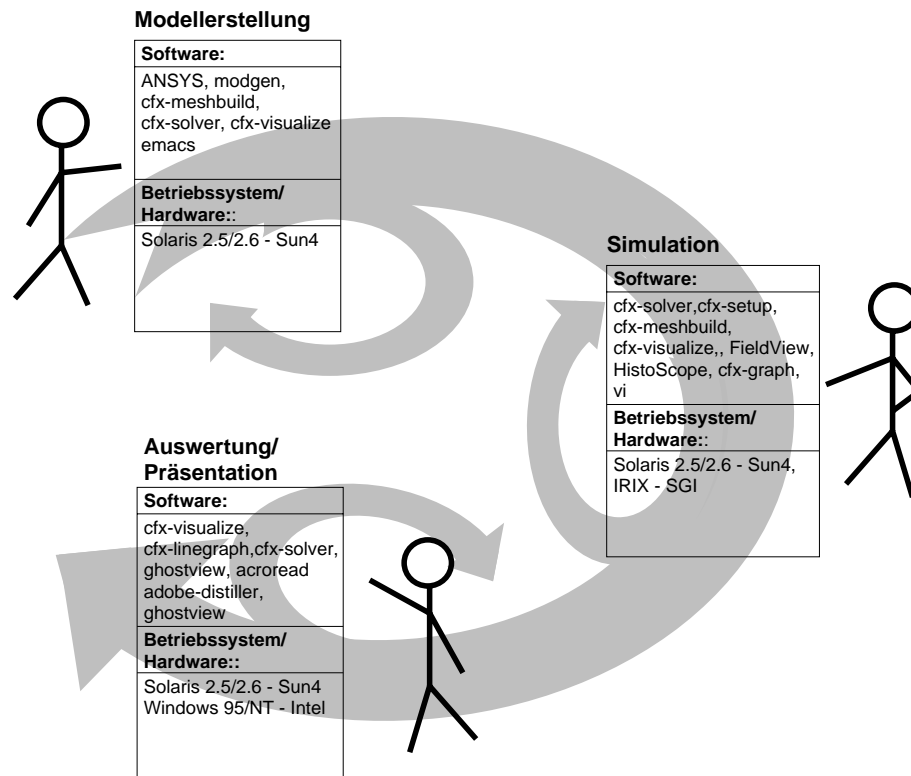 Modellerstellung
Software:
ANSYS, modgen,
cfx-meshbuild,
cfx-solver, cfx-visualize
emacs
Betriebssystem/
Hardware::
Solaris 2.5/2.6 - Sun4
Simulation
Software:
cfx-solver,cfx-setup,
cfx-meshbuild,
cfx-visualize,, FieldView,
HistoScope, cfx-graph,
vi
Betriebssystem/
Hardware::
Solaris 2.5/2.6 - Sun4,
IRIX - SGI
Auswertung/
Präsentation
Software:
cfx-visualize,
cfx-linegraph,cfx-solver,
ghostview, acroread
adobe-distiller,
ghostview
Betriebssystem/
Hardware::
Solaris 2.5/2.6 - Sun4
Windows 95/NT - Intel